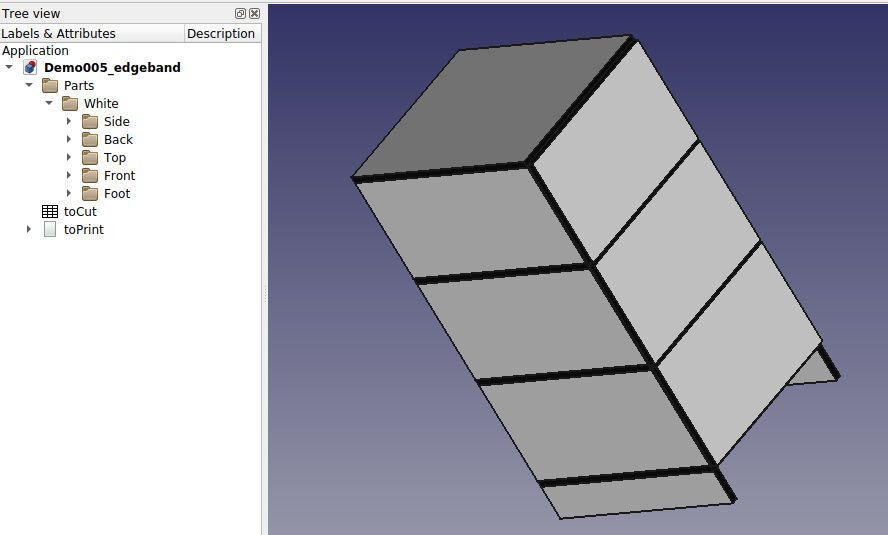 Tree view
Labels & Attributes Description
Application
Demo005_edgeband
Parts
White
Side
Back
Top
Front
Foot
toCut
toPrint